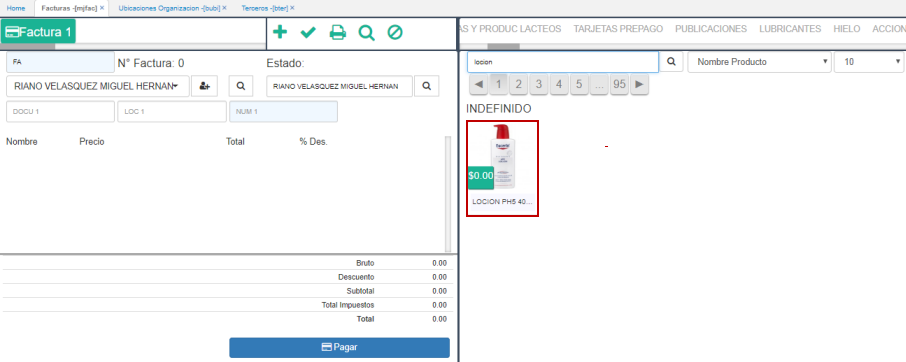 Home Facturas -[mjfac] × Ubicaciones Organizacion -[bubi] × Terceros -[bter] ×
Factura 1
FA N° Factura: 0 Estado:
RIANO VELASQUEZ MIGUEL HERNAN RIANO VELASQUEZ MIGUEL HERNAN
DOCU 1 LOC 1 NUM 1
Nombre Precio Total % Des.
Bruto 0.00
Descuento 0.00
Subtotal 0.00
Total Impuestos 0.00
Total 0.00
Pagar
AS Y PRODUC LACTEOS TARJETAS PREPAGO PUBLICACIONES LUBRICANTES HIELO ACCION
locion Nombre Producto 10
◀ 1 2 3 4 5 ... 95 ▶
INDEFINIDO
Eucerin
$0.00
LOCION PH5 40...
-